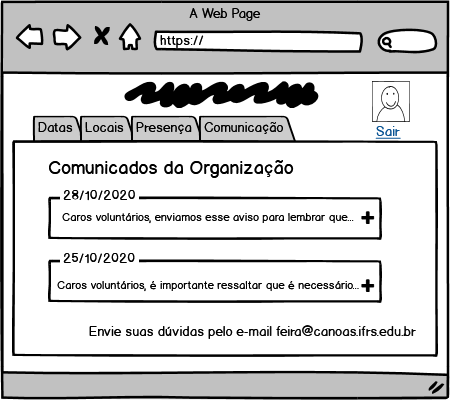 A Web Page
https://
Sair
Datas Locais Presença Comunicação
Comunicados da Organização
28/10/2020
Caros voluntários, enviamos esse aviso para lembrar que...
25/10/2020
Caros voluntários, é importante ressaltar que é necessário...
Envie suas dúvidas pelo e-mail feira@canoas.ifrs.edu.br